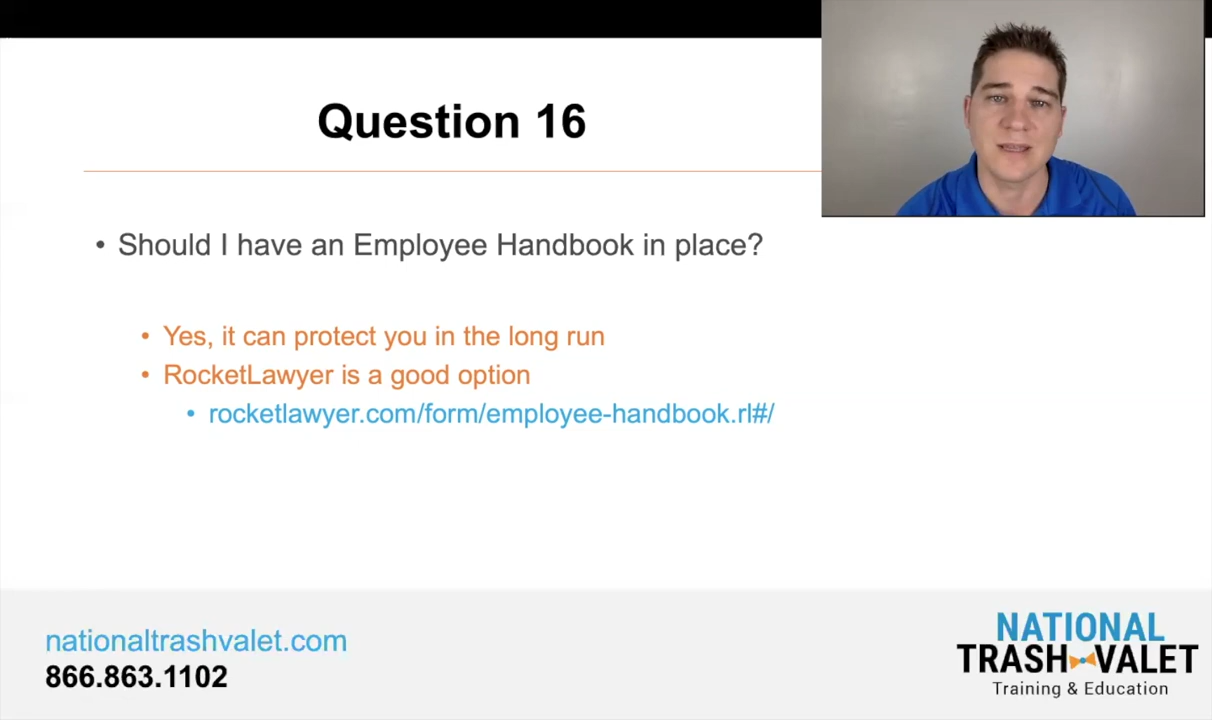 Question 16
• Should I have an Employee Handbook in place?
• Yes, it can protect you in the long run
• RocketLawyer is a good option
• rocketlawyer.com/form/employee-handbook.rl#/
nationaltrashvalet.com
866.863.1102
NATIONAL
TRASH VALET
Training & Education